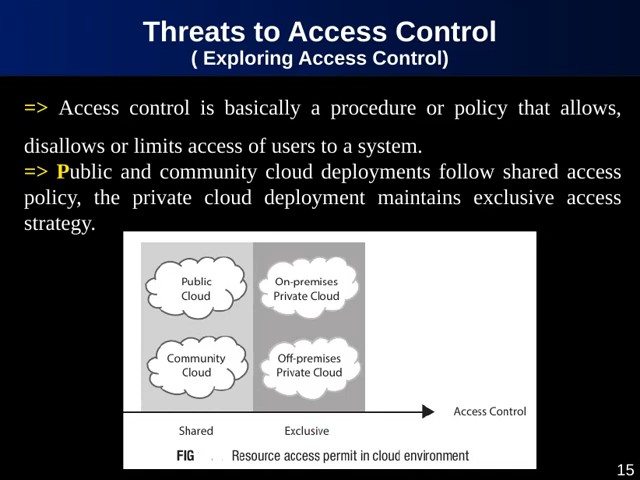 Threats to Access Control
( Exploring Access Control)
=> Access control is basically a procedure or policy that allows,
disallows or limits access of users to a system.
=> Public and community cloud deployments follow shared access
policy, the private cloud deployment maintains exclusive access
strategy.
Public
Cloud
On-premises
Private Cloud
Community
Cloud
Off-premises
Private Cloud
Access Control
Shared
Exclusive
FIG Resource access permit in cloud environment
15